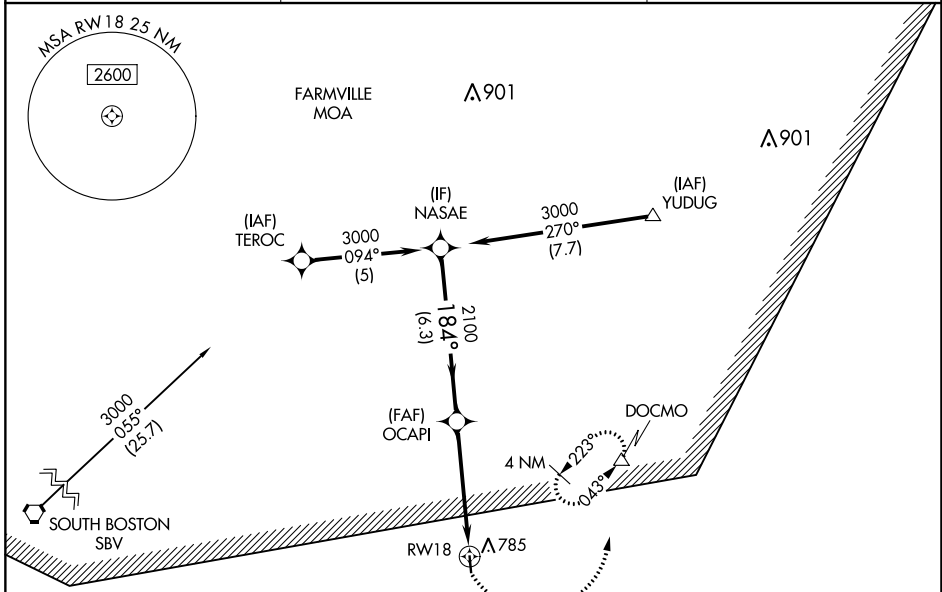 MSA RW18 25 NM
2600
FARMVILLE
MOA
901
901
(IAF)
TEROC
3000
094°
(5)
(IF)
NASAE
3000
270°
(7.7)
(IAF)
YUDUG
2100
184°
(6.3)
3000
055°
(25.7)
(FAF)
OCAPI
DOCMO
4 NM
223°
043°
SOUTH BOSTON
SBV
RW18
785